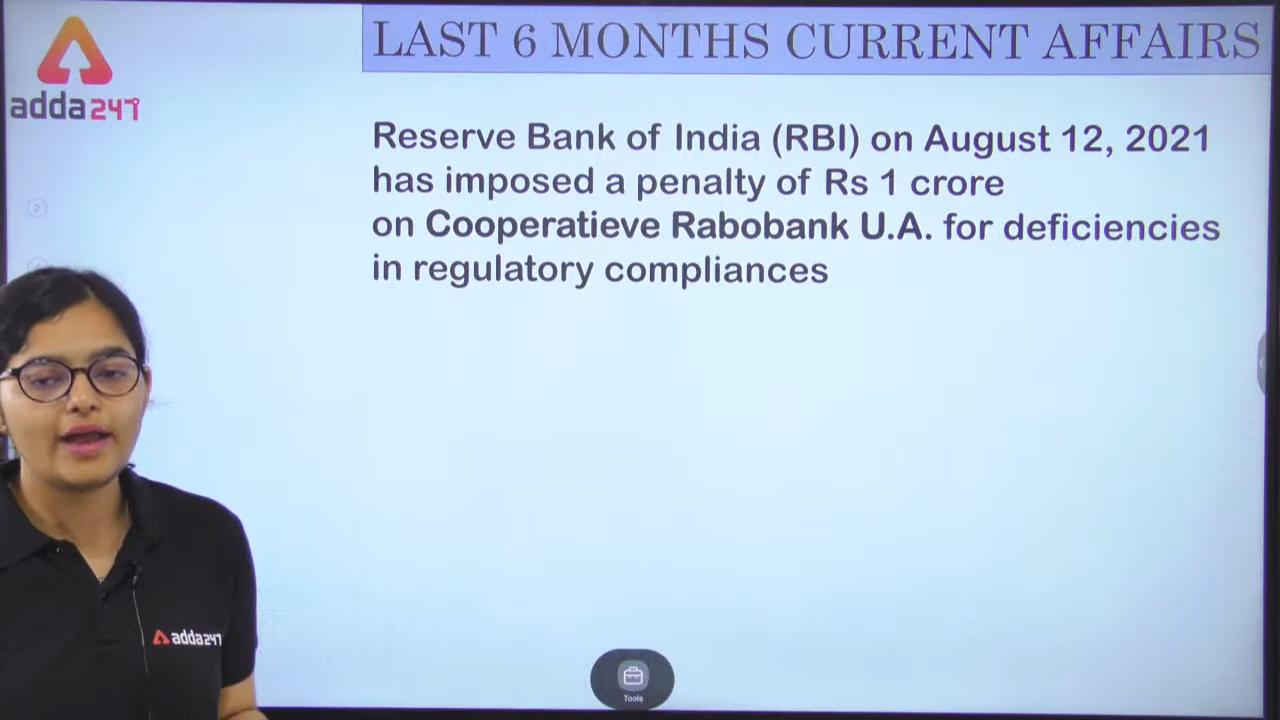 LAST 6 MONTHS CURRENT AFFAIRS
adda247
Reserve Bank of India (RBI) on August 12, 2021
has imposed a penalty of Rs 1 crore
on Cooperatieve Rabobank U.A. for deficiencies
in regulatory compliances
adda247
Tools